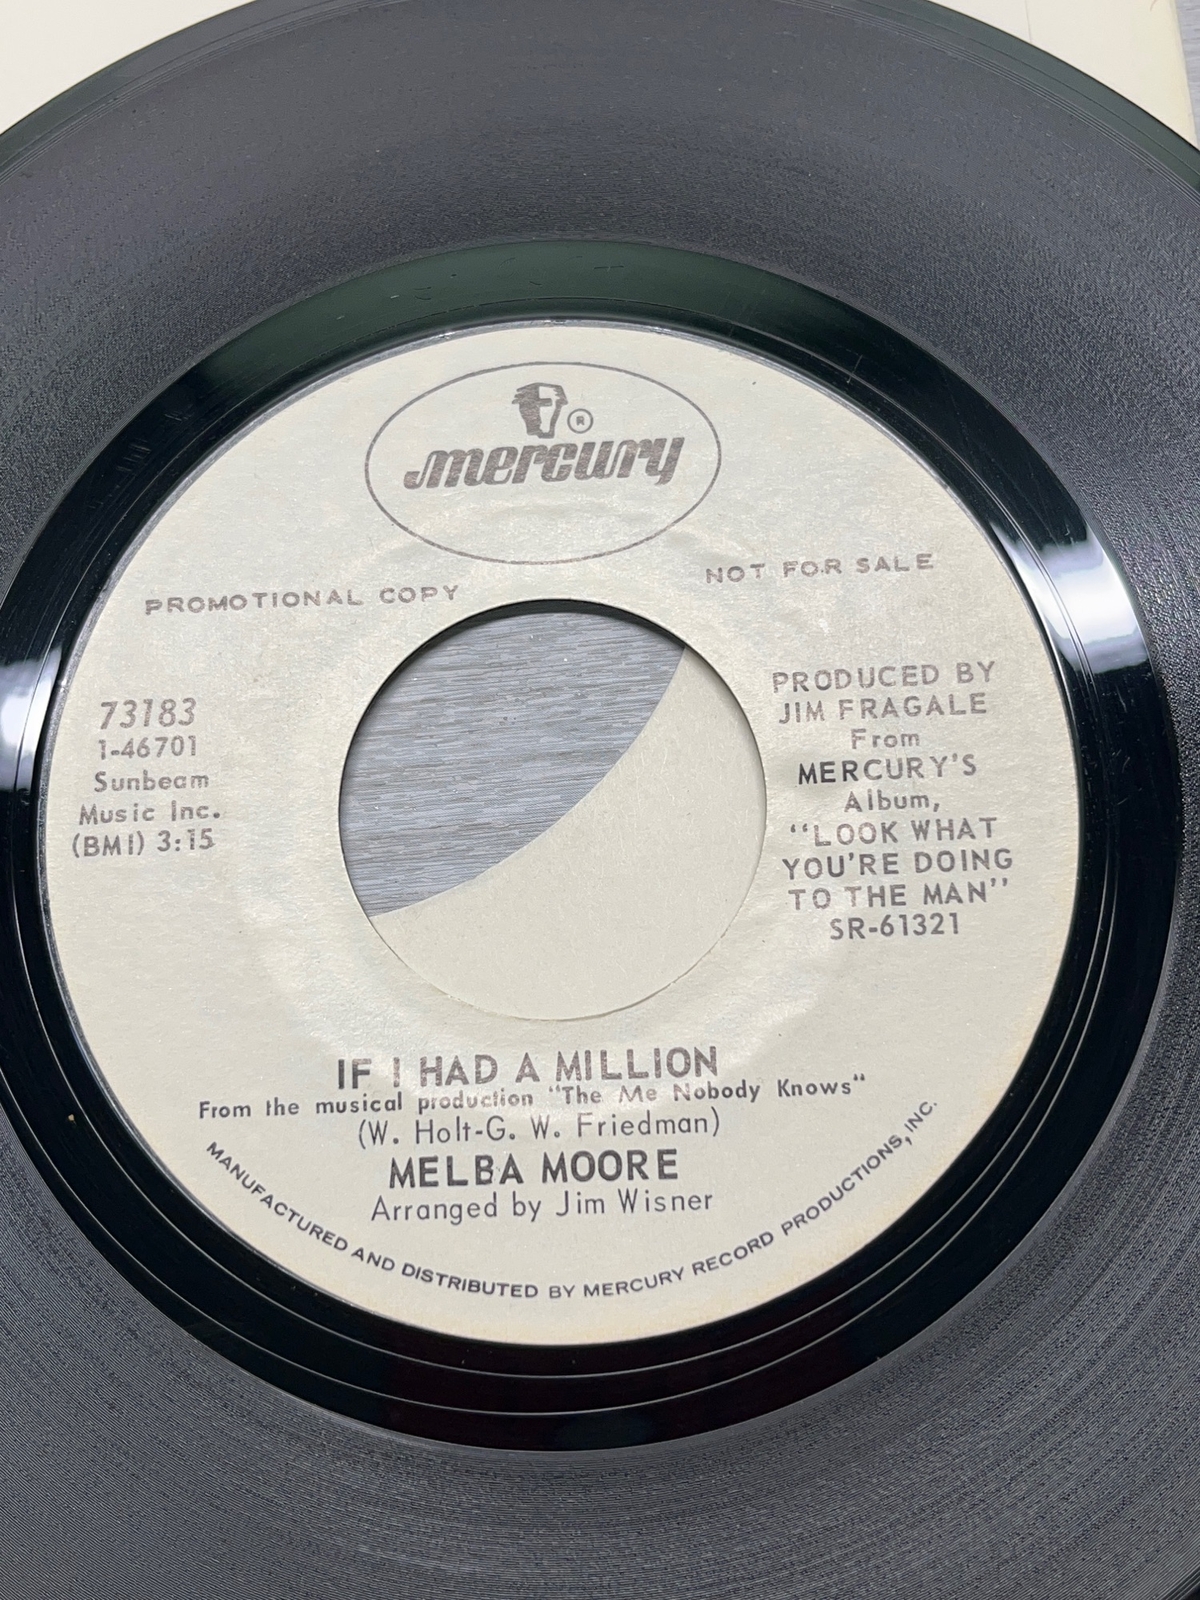 ®
mercury
PROMOTIONAL COPY
NOT FOR SALE
73183
1-46701
Sunbeam
Music Inc.
(BMI) 3:15
PRODUCED BY
JIM FRAGALE
From
MERCURY'S
Album,
"LOOK WHAT
YOU'RE DOING
TO THE MAN"
SR-61321
IF I HAD A MILLION
From the musical production "The Me Nobody Knows"
(W. Holt-G. W. Friedman)
MELBA MOORE
Arranged by Jim Wisner
MANUFACTURED AND DISTRIBUTED BY MERCURY RECORD PRODUCTIONS, INC.